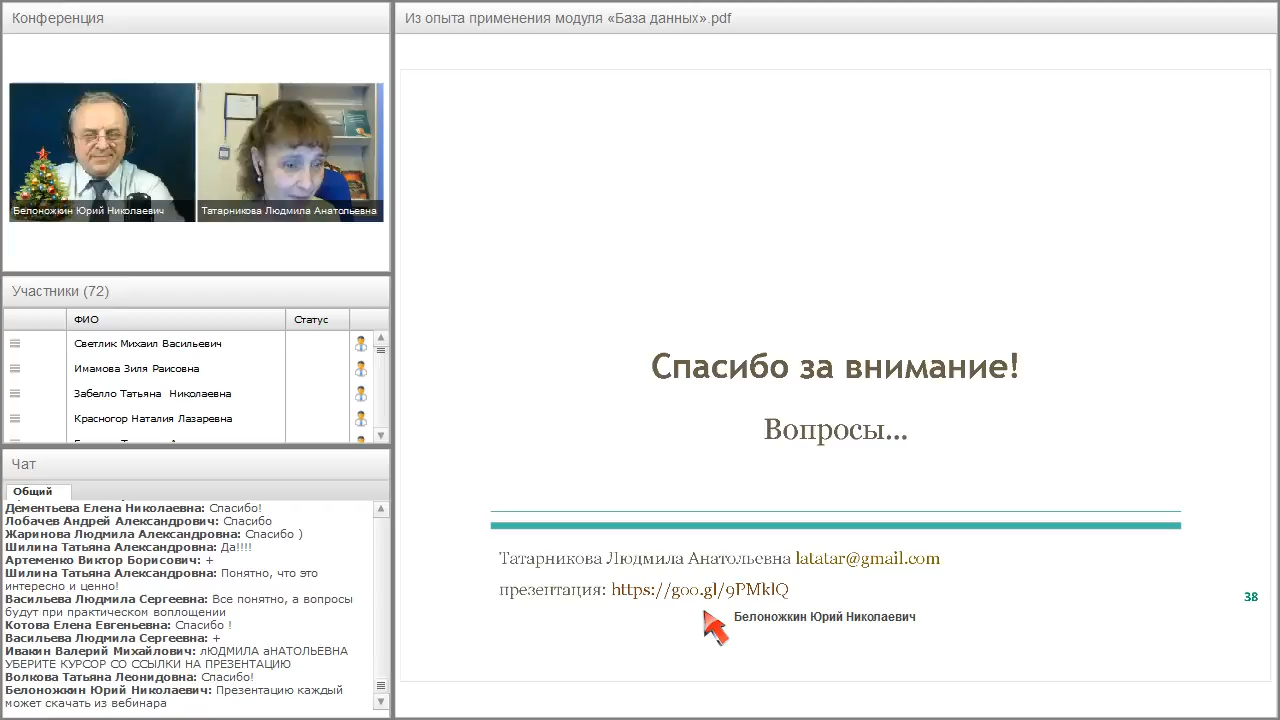 Конференция
Белоножкин Юрий Николаевич
Татарникова Людмила Анатольевна
Участники (72)
ФИО
Статус
Светлик Михаил Васильевич
Имамова Зиля Раисовна
Забелло Татьяна Николаевна
Красногор Наталия Лазаревна
Чат
Общий
Дементьева Елена Николаевна: Спасибо!
Лобачев Андрей Александрович: Спасибо
Жаринова Людмила Александровна: Спасибо )
Шилина Татьяна Александровна: Да!!!!
Артеменко Виктор Борисович: +
Шилина Татьяна Александровна: Понятно, что это
интересно и ценно!
Васильева Людмила Сергеевна: Все понятно, а вопросы
будут при практическом воплощении
Котова Елена Евгеньевна: Спасибо !
Васильева Людмила Сергеевна: +
Ивакин Валерий Михайлович: лЮДМИЛА аНАТОЛЬЕВНА
УБЕРИТЕ КУРСОР СО ССЫЛКИ НА ПРЕЗЕНТАЦИЮ
Волкова Татьяна Леонидовна: Спасибо!
Белоножкин Юрий Николаевич: Презентацию каждый
может скачать из вебинара
Из опыта применения модуля «База данных».pdf
Спасибо за внимание!
Вопросы...
Татарникова Людмила Анатольевна latatar@gmail.com
презентация: https://goo.gl/9PMklQ
38
Белоножкин Юрий Николаевич